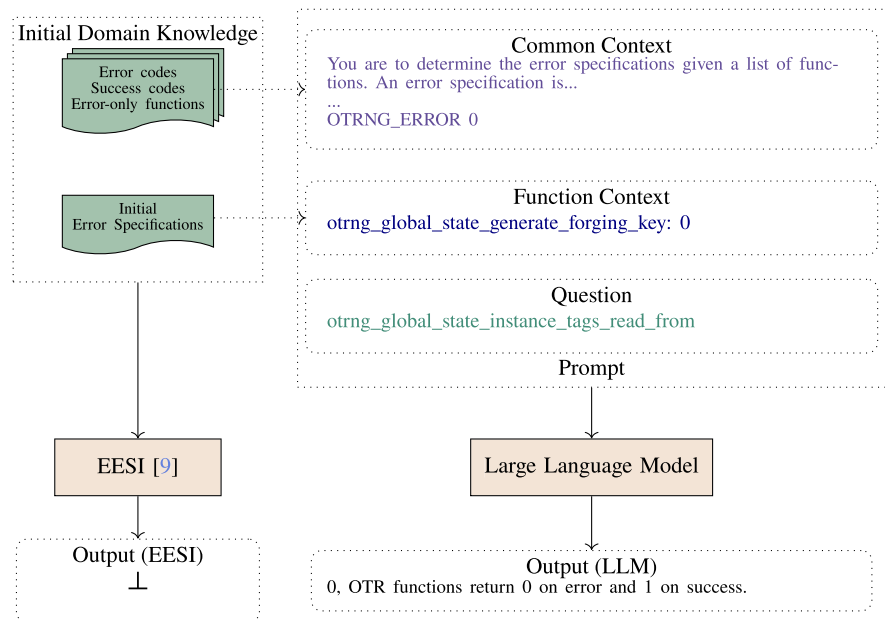 Initial Domain Knowledge
Error codes
Success codes
Error-only functions
Initial
Error Specifications
Common Context
You are to determine the error specifications given a list of func-
tions. An error specification is...
...
OTRNG_ERROR 0
Function Context
otrng_global_state_generate_forging_key: 0
Question
otrng_global_state_instance_tags_read_from
Prompt
EESI [9]
Large Language Model
Output (EESI)
⊥
Output (LLM)
0, OTR functions return 0 on error and 1 on success.